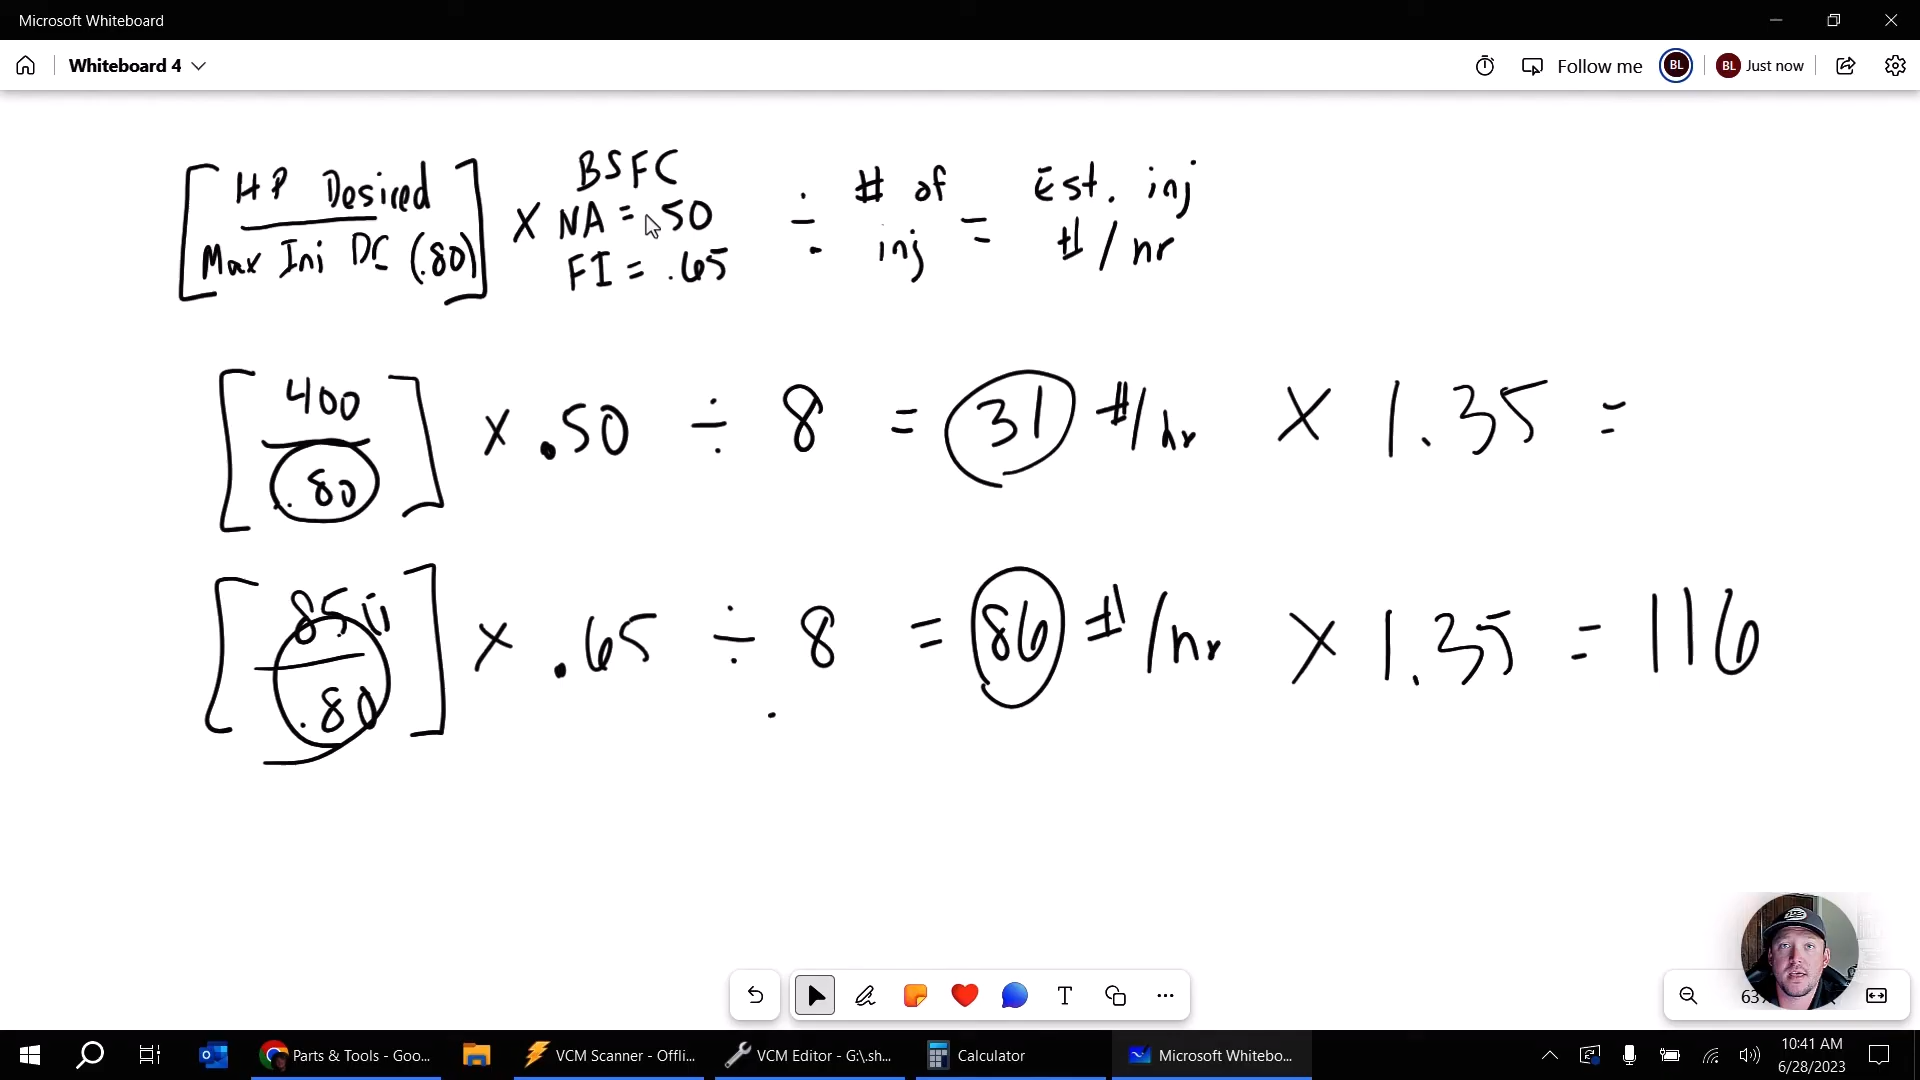 Microsoft Whiteboard
Whiteboard 4
Follow me
BL
BL
Just now
HP Desired
Max Inj DC (.80)
X
BSFC
NA = .50
FI = .65
÷
# of
inj
=
Est. inj
#/hr
[400/.80] X .50 ÷ 8 = 31 #/hr X 1.35 =
[850/.80] X .65 ÷ 8 = 86 #/hr X 1.35 = 116
T
Parts & Tools - Goo...
VCM Scanner - Offli...
VCM Editor - G:\.sh...
Calculator
Microsoft Whitebo...
10:41 AM
6/28/2023